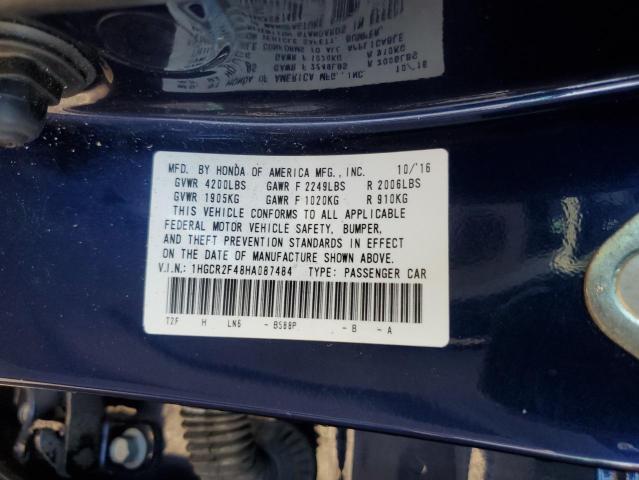 MFD. BY HONDA OF AMERICA MFG., INC. 10/16
GVWR 4200LBS GAWR F 2249LBS R 2006LBS
GVWR 1905KG GAWR F 1020KG R 910KG
THIS VEHICLE CONFORMS TO ALL APPLICABLE
FEDERAL MOTOR VEHICLE SAFETY, BUMPER,
AND THEFT PREVENTION STANDARDS IN EFFECT
ON THE DATE OF MANUFACTURE SHOWN ABOVE.
V.I.N.: 1HGCR2F48HA087484 TYPE: PASSENGER CAR
T2F H LN6 - B588P - B - A